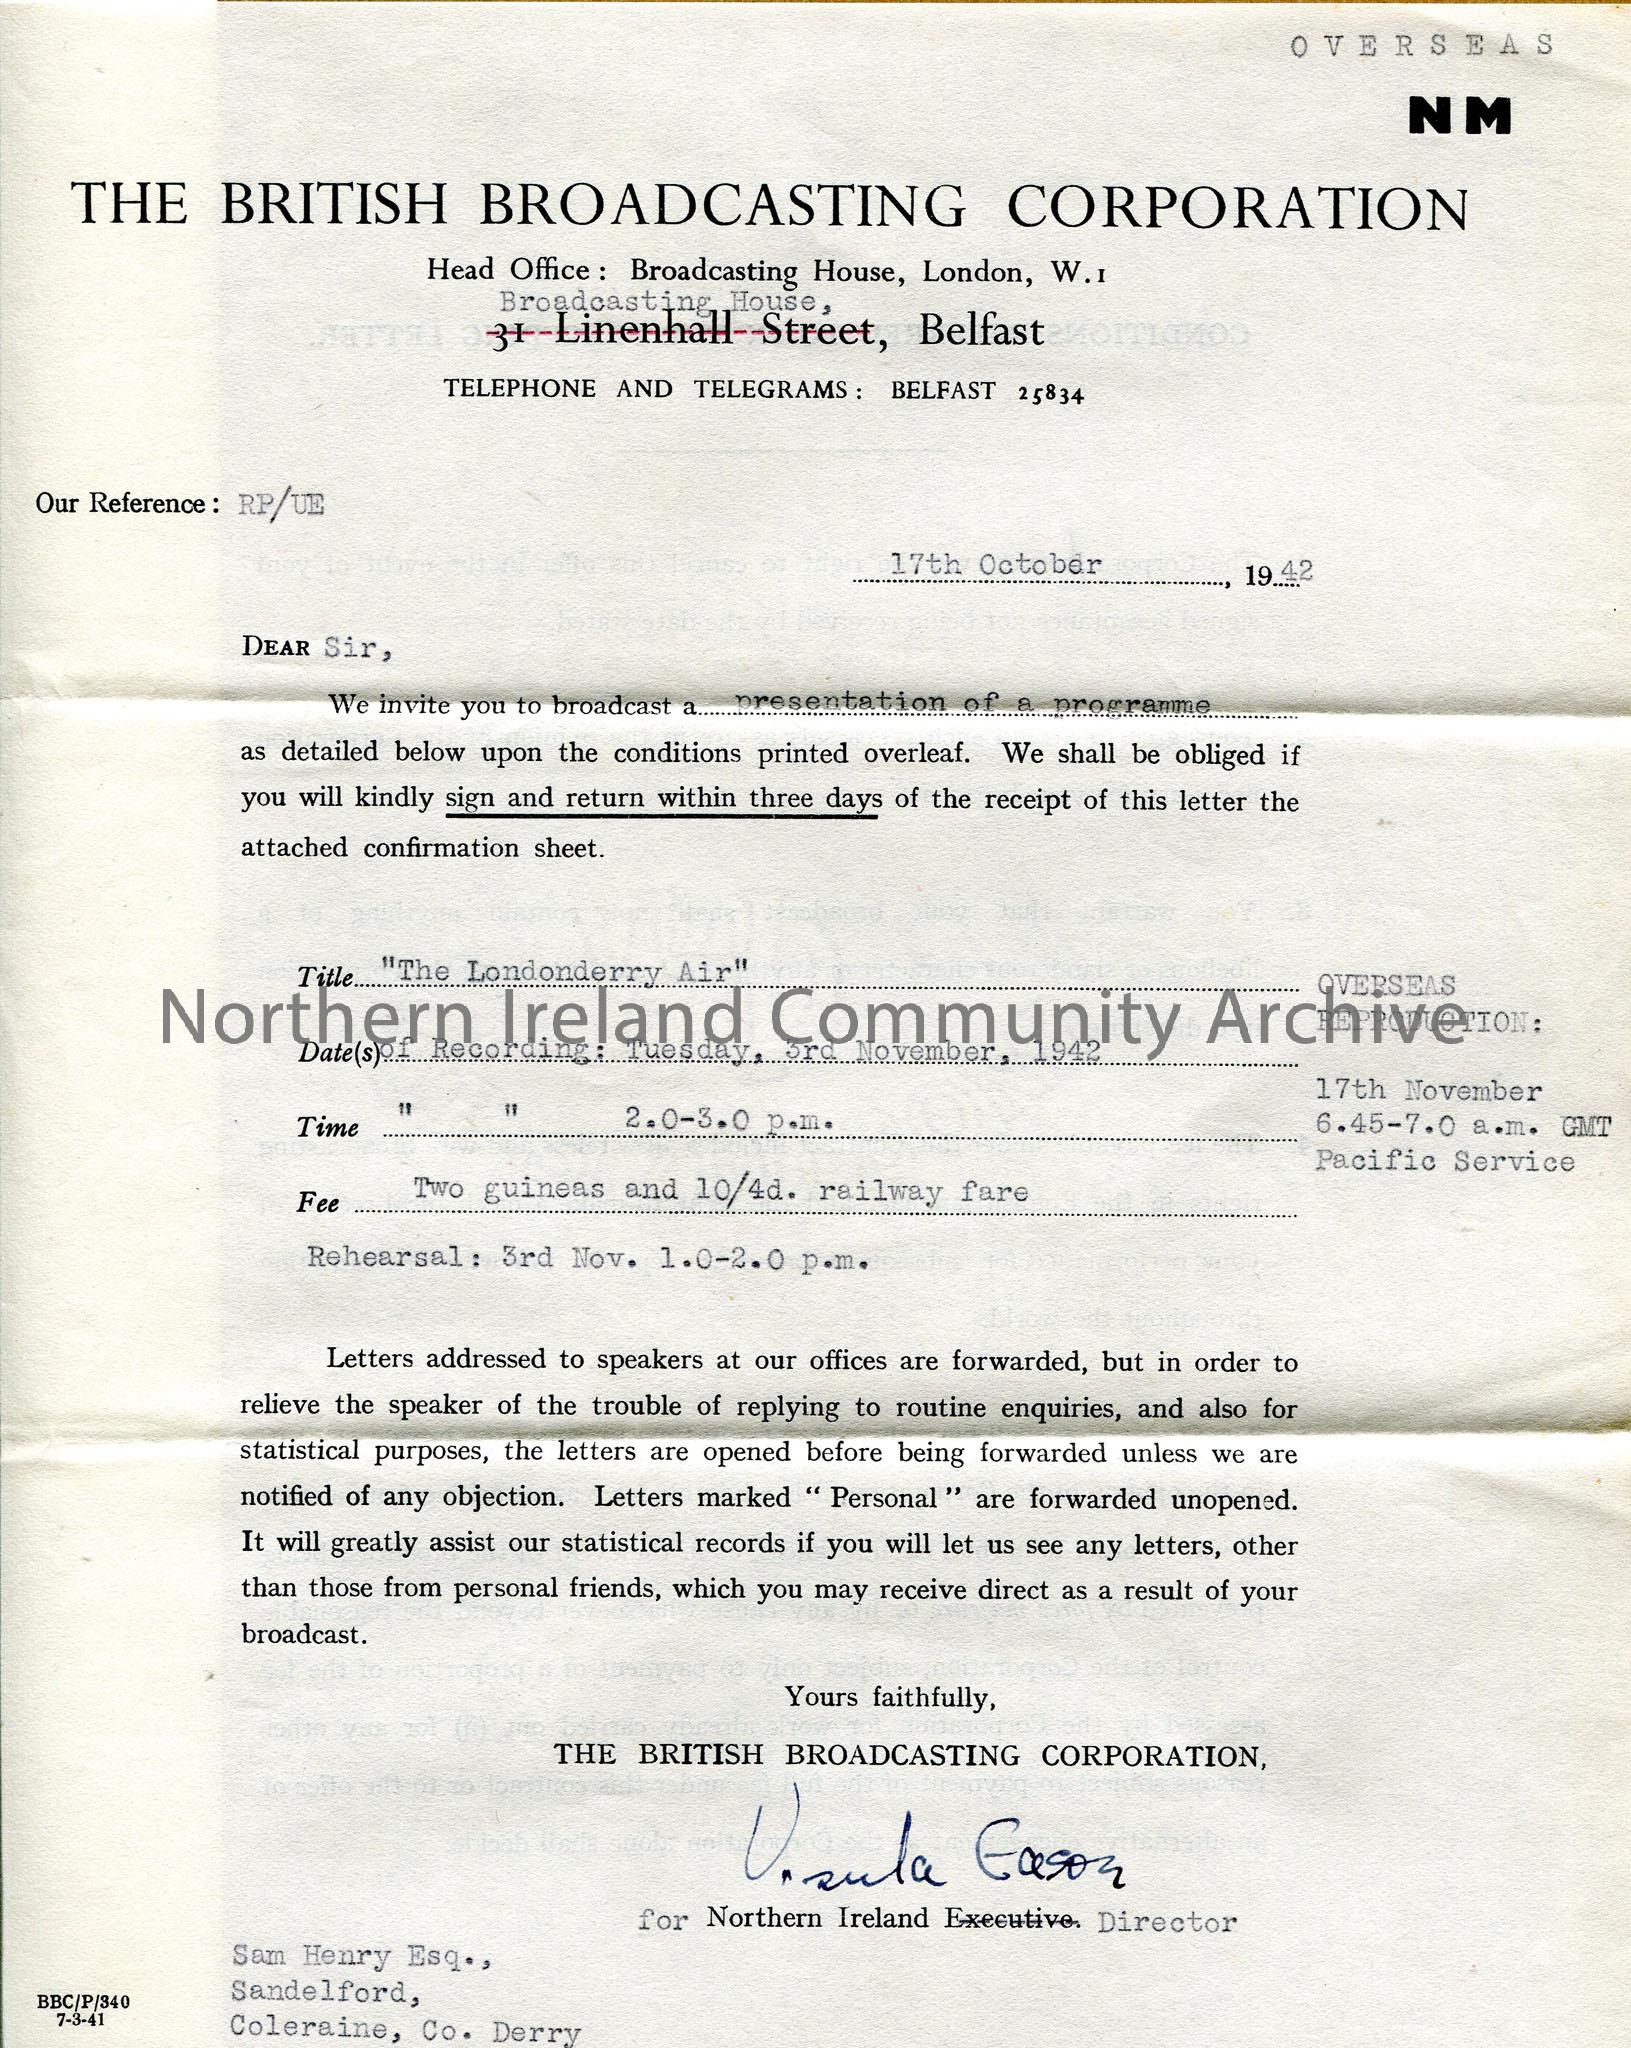 OVERSEAS
NM
THE BRITISH BROADCASTING CORPORATION
Head Office: Broadcasting House, London, W.1
Broadcasting House,
31 Linenhall Street, Belfast
TELEPHONE AND TELEGRAMS: BELFAST 25834
Our Reference: RP/UE
17th October, 1942
DEAR Sir,
We invite you to broadcast a presentation of a programme
as detailed below upon the conditions printed overleaf. We shall be obliged if
you will kindly sign and return within three days of the receipt of this letter the
attached confirmation sheet.
Title "The Londonderry Air"
Date(s) of Recording: Tuesday, 3rd November, 1942
Time " " 2.0-3.0 p.m.
Fee Two guineas and 10/4d. railway fare
Rehearsal: 3rd Nov. 1.0-2.0 p.m.
OVERSEAS
REPRODUCTION:
17th November
6.45-7.0 a.m. GMT
Pacific Service
Northern Ireland Community Archive
Letters addressed to speakers at our offices are forwarded, but in order to
relieve the speaker of the trouble of replying to routine enquiries, and also for
statistical purposes, the letters are opened before being forwarded unless we are
notified of any objection. Letters marked “ Personal ” are forwarded unopened.
It will greatly assist our statistical records if you will let us see any letters, other
than those from personal friends, which you may receive direct as a result of your
broadcast.
Yours faithfully,
THE BRITISH BROADCASTING CORPORATION,
Ursula Eason
for Northern Ireland Executive. Director
Sam Henry Esq.,
Sandelford,
Coleraine, Co. Derry
BBC/P/340
7-3-41